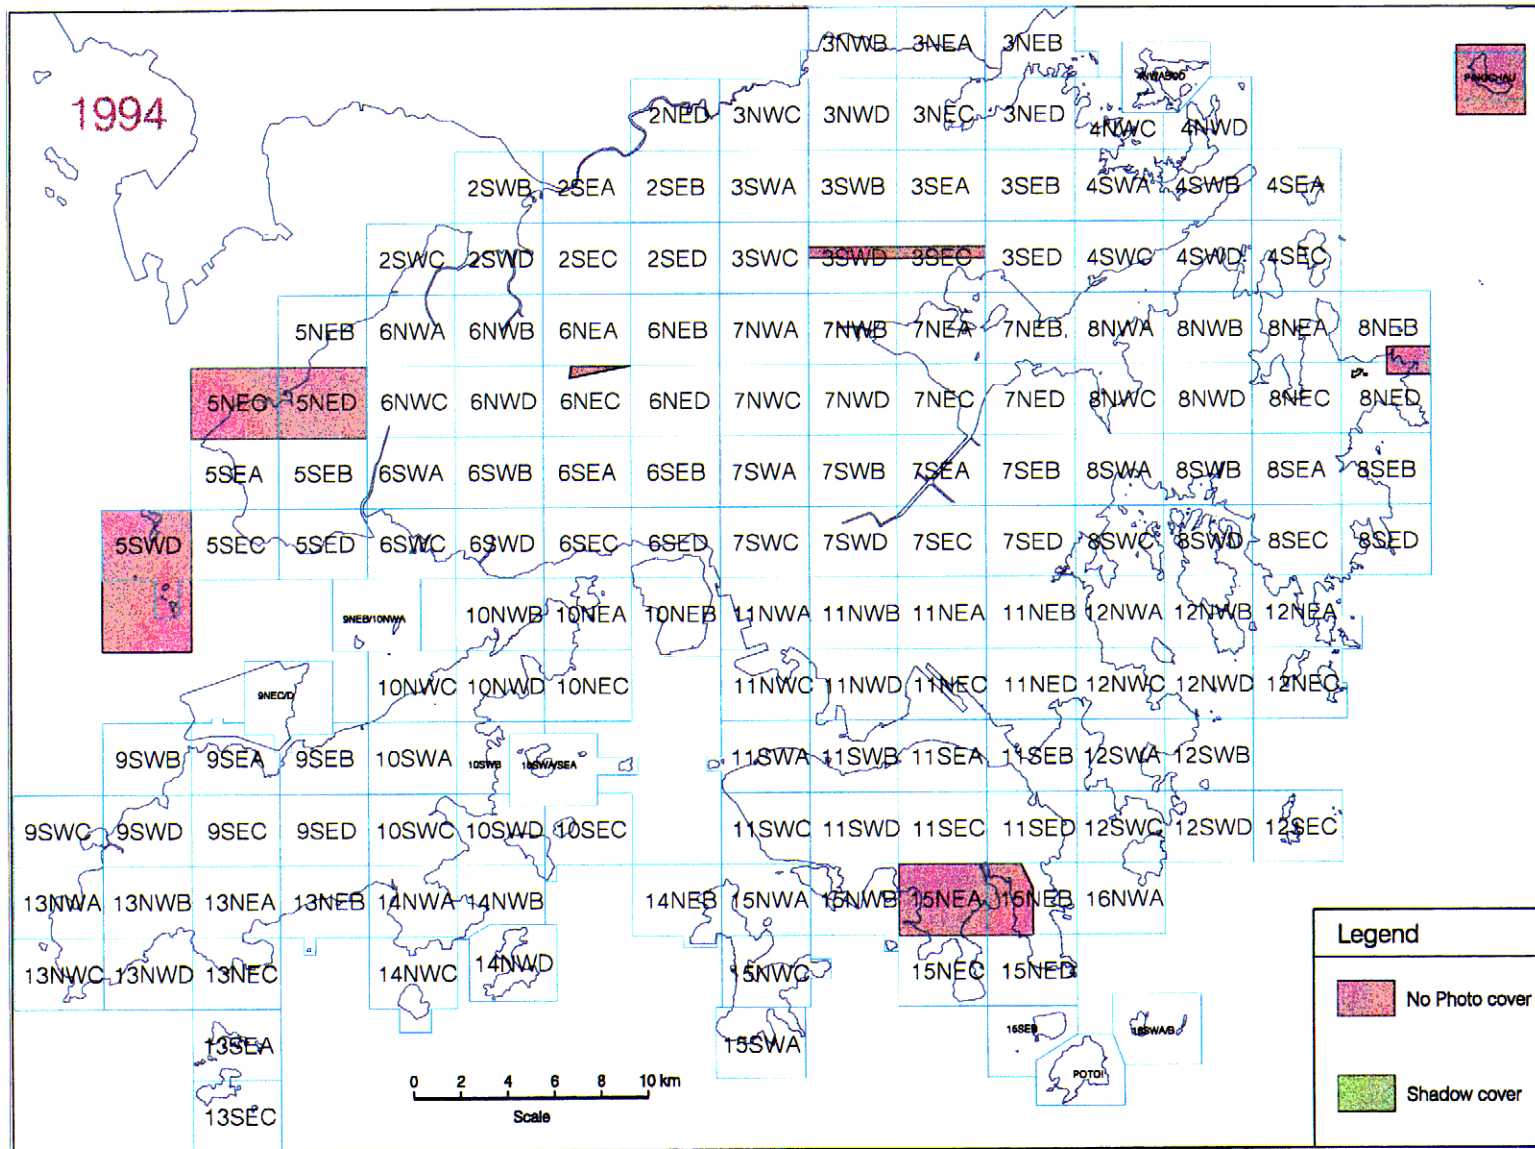 3NWB 3NEA 3NEB
4NWABCD
PINGCHAU
1994
2NED 3NWC 3NWD 3NEC 3NED 4NWC 4NWD
2SWB 2SEA 2SEB 3SWA 3SWB 3SEA 3SEB 4SWA 4SWB 4SEA
2SWC 2SWD 2SEC 2SED 3SWC 3SWD 3SEC 3SED 4SWC 4SWD 4SEC
5NEB 6NWA 6NWB 6NEA 6NEB 7NWA 7NWB 7NEA 7NEB 8NWA 8NWB 8NEA 8NEB
5NEC 5NED 6NWC 6NWD 6NEC 6NED 7NWC 7NWD 7NEC 7NED 8NWC 8NWD 8NEC 8NED
5SEA 5SEB 6SWA 6SWB 6SEA 6SEB 7SWA 7SWB 7SEA 7SEB 8SWA 8SWB 8SEA 8SEB
5SWD 5SEC 5SED 6SWC 6SWD 6SEC 6SED 7SWC 7SWD 7SEC 7SED 8SWC 8SWD 8SEC 8SED
9NEB/10NWA 10NWB 10NEA 10NEB 11NWA 11NWB 11NEA 11NEB 12NWA 12NWB 12NEA
9NEC/D 10NWC 10NWD 10NEC 11NWC 11NWD 11NEC 11NED 12NWC 12NWD 12NEC
9SWB 9SEA 9SEB 10SWA 10SWB 11SWA 11SWB 11SEA 11SEB 12SWA 12SWB
9SWC 9SWD 9SEC 9SED 10SWC 10SWD 10SEC 11SWC 11SWD 11SEC 11SED 12SWC 12SWD 12SEC
13NWA 13NWB 13NEA 13NEB 14NWA 14NWB 14NEB 15NWA 15NWB 15NEA 15NEB 16NWA
13NWC 13NWD 13NEC 14NWC 14NWD 15NWC 15NEC 15NED
13SEA 15SWA 15SEB
POTOI
13SEC
0 2 4 6 8 10 km
Scale
Legend
No Photo cover
Shadow cover